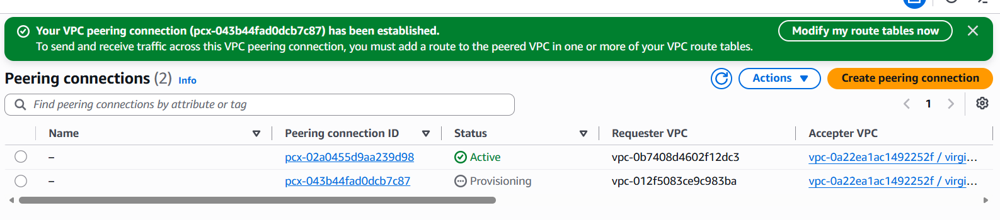 Your VPC peering connection (pcx-043b44fad0dcb7c87) has been established.
To send and receive traffic across this VPC peering connection, you must add a route to the peered VPC in one or more of your VPC route tables.
Modify my route tables now
Peering connections (2) Info
Actions
Create peering connection
Find peering connections by attribute or tag
1
Name Peering connection ID Status Requester VPC Accepter VPC
– pcx-02a0455d9aa239d98 Active vpc-0b7408d4602f12dc3 vpc-0a22ea1ac1492252f / virgi...
– pcx-043b44fad0dcb7c87 Provisioning vpc-012f5083ce9c983ba vpc-0a22ea1ac1492252f / virgi...